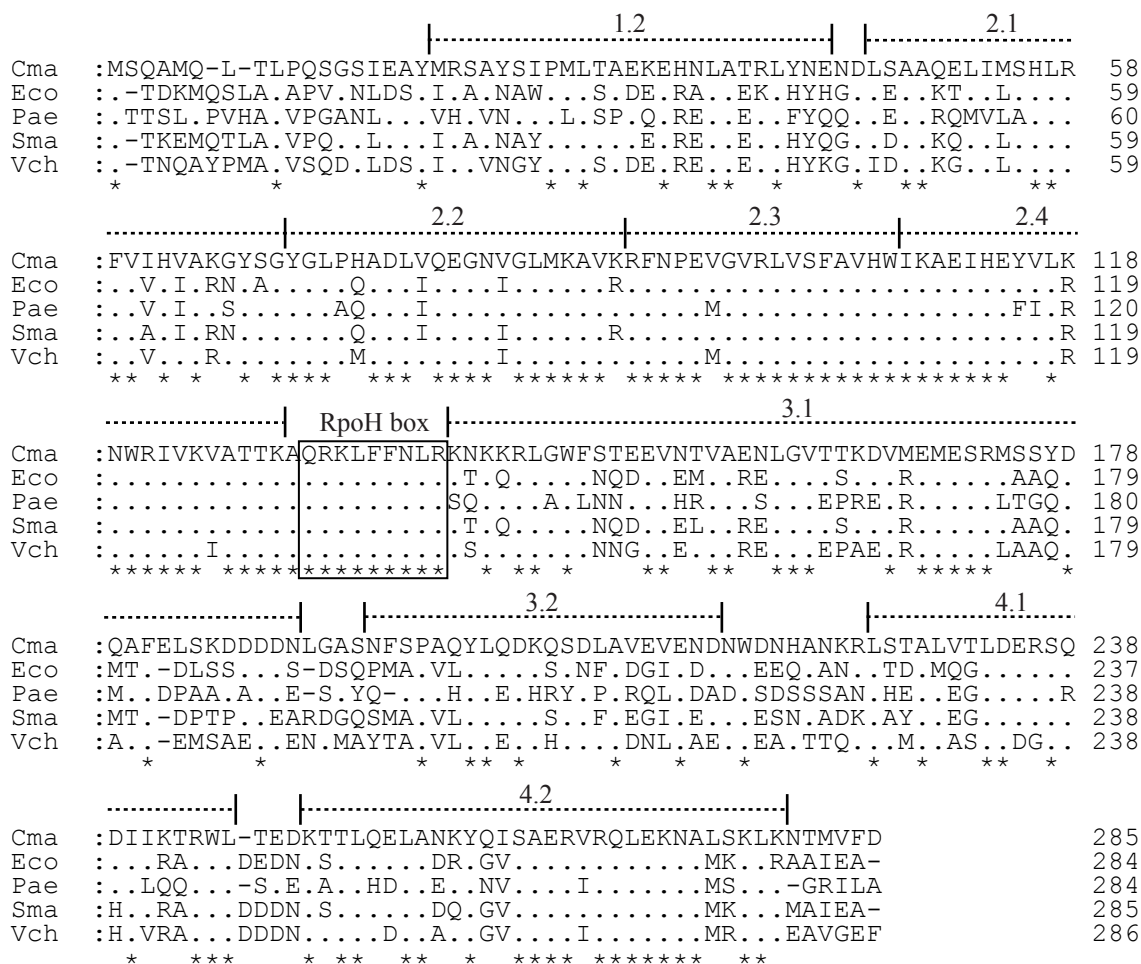 1.2 2.1
Cma :MSQAMQ-L-TLPQSGSIEAYMRSAYSIPMLTAEKEHNLATRLYNENDLSAAQELIMSHLR 58
Eco :.-TDKMQSLA.APV.NLDS.I.A.NAW...S.DE.RA..EK.HYHG..E..KT..L.... 59
Pae :.TTSL.PVHA.VPGANL...VH.VN...L.SP.Q.RE..E..FYQQ..E..RQMVLA... 60
Sma :.-TKEMQTLA.VPQ..L...I.A.NAY.....DE.RE..E..HYKG..D..KQ..L.... 59
Vch :.-TNQAYPMA.VSQD.LDS.I..VNGY...S.DE.RE..E..HYKG.ID..KG..L.... 59
* * * * * * ** * * ** **
2.2 2.3 2.4
Cma :FVIHVAKGYSGYGLPHADLVQEGNVGLMKAVKRFNPEVGVRLVSFAVHWIKAEIHEYVLK 118
Eco :..V.I.RN.A....Q...I....I......R...........................R 119
Pae :..V.I..S.....AQ...I................M..................FI.R 120
Sma :..A.I.RN......Q...I....I......R...........................R 119
Vch :..V...R.......M........I............M.....................R 119
** * * * **** *** **** ******* **** ******************* *
RpoH box 3.1
Cma :NWRIVKVATTKAQRKLFFNLRKNKKRLGWFSTEEVNTVAENLGVTTKDVMEMESRMSSYD 178
Eco :......................T.Q......NQD..EM..RE.....S...R.....AAQ. 179
Pae :.....................SQ....A.LNN...HR...S....EPRE.R.....LTGQ. 180
Sma :......................T.Q......NQD..EL..RE.....S...R.....AAQ. 179
Vch :......I...............S........NNG..E...RE....EPAE.R.....LAAQ. 179
****** *************** * ** * ** ** *** * ***** *
3.2 4.1
Cma :QAFELSKDDDDNLGASNFSPAQYLQDKQSDLAVEVENDNWDNHANKRLSTALVTLDERSQ 238
Eco :MT.-DLSS...S-DSQPMA.VL.....S.NF.DGI.D...EEQ.AN..TD.MQG...... 237
Pae :M..DPAA.A..E-S.YQ-...H..E.HRY.P.RQL.DAD.SDSSSAN.HE..EG.....R 238
Sma :MT.-DPTP..EARDGQSMA.VL.....S..F.EGI.E...ESN.ADK.AY..EG...... 238
Vch :A..-EMSAE..EN.MAYTA.VL..E..H....DNL.AE..EA.TTQ...M..AS..DG.. 238
* * * ** * * * * * * ** *
4.2
Cma :DIIKTRWL-TEDKTTLQELANKYQISAERVRQLEKNALSKLKNTMVFD 285
Eco :...RA...DEDN.S......DR.GV............MK..RAAIEA- 284
Pae :..LQQ...-S.E.A..HD..E..NV.....I......MS...-GRILA 284
Sma :H..RA...DDDN.S......DQ.GV............MK...MAIEA- 285
Vch :H.VRA...DDDN.....D..A..GV.....I......MR...EAVGEF 286
* *** * ** ** * **** ******* **